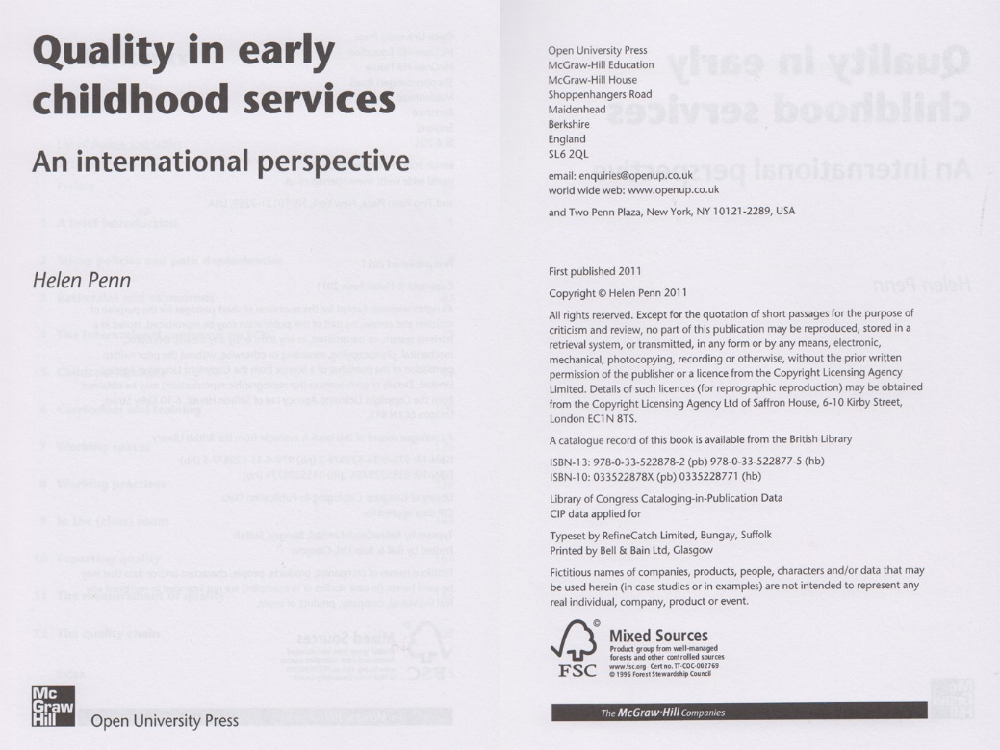 Quality in early
childhood services
An international perspective
Helen Penn
Mc
Graw
Hill
Open University Press
Open University Press
McGraw-Hill Education
McGraw-Hill House
Shoppenhangers Road
Maidenhead
Berkshire
England
SL6 2QL
email: enquiries@openup.co.uk
world wide web: www.openup.co.uk
and Two Penn Plaza, New York, NY 10121-2289, USA
First published 2011
Copyright © Helen Penn 2011
All rights reserved. Except for the quotation of short passages for the purpose of
criticism and review, no part of this publication may be reproduced, stored in a
retrieval system, or transmitted, in any form or by any means, electronic,
mechanical, photocopying, recording or otherwise, without the prior written
permission of the publisher or a licence from the Copyright Licensing Agency
Limited. Details of such licences (for reprographic reproduction) may be obtained
from the Copyright Licensing Agency Ltd of Saffron House, 6-10 Kirby Street,
London EC1N 8TS.
A catalogue record of this book is available from the British Library
ISBN-13: 978-0-33-522878-2 (pb) 978-0-33-522877-5 (hb)
ISBN-10: 033522878X (pb) 0335228771 (hb)
Library of Congress Cataloging-in-Publication Data
CIP data applied for
Typeset by RefineCatch Limited, Bungay, Suffolk
Printed by Bell & Bain Ltd, Glasgow
Fictitious names of companies, products, people, characters and/or data that may
be used herein (in case studies or in examples) are not intended to represent any
real individual, company, product or event.
©
FSC
Mixed Sources
Product group from well-managed
forests and other controlled sources
www.fsc.org Cert no. TT-COC-002769
© 1996 Forest Stewardship Council
The McGraw·Hill Companies